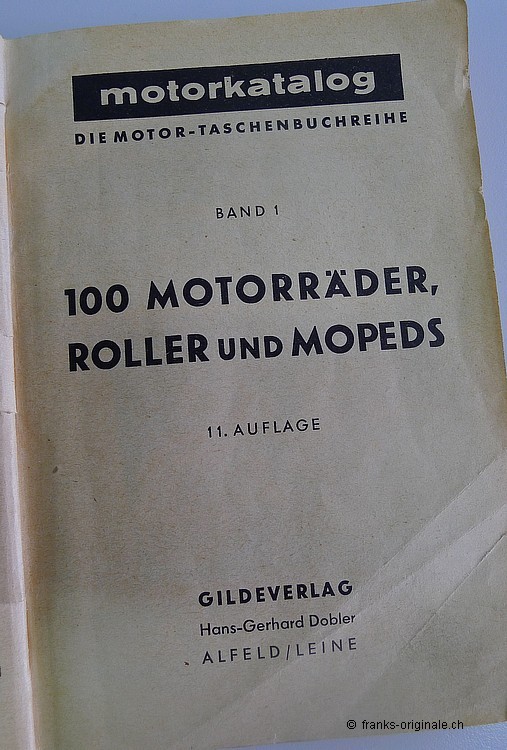 motorkatalog
DIE MOTOR-TASCHENBUCHREIHE
BAND 1
100 MOTORRÄDER,
ROLLER UND MOPEDS
11. AUFLAGE
GILDEVERLAG
Hans-Gerhard Dobler
ALFELD/LEINE
© franks-originale.ch